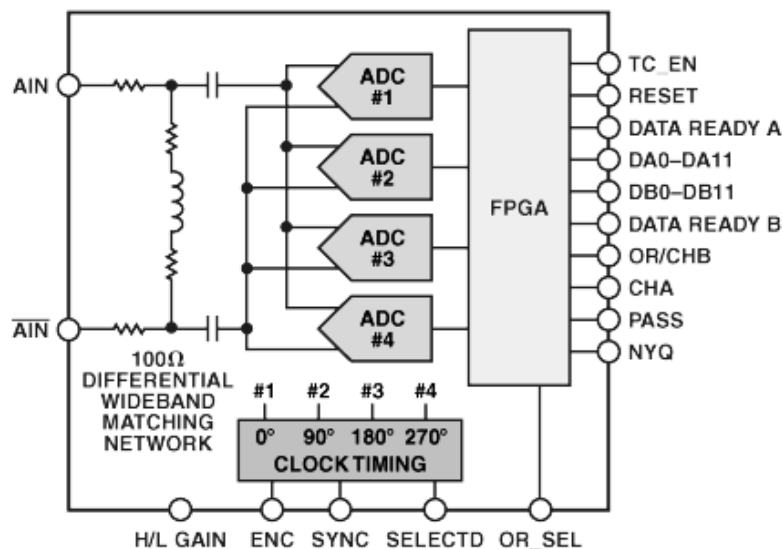 AIN
AIN
100Ω
DIFFERENTIAL
WIDEBAND
MATCHING
NETWORK
ADC
#1
ADC
#2
ADC
#3
ADC
#4
FPGA
TC_EN
RESET
DATA READY A
DA0–DA11
DB0–DB11
DATA READY B
OR/CHB
CHA
PASS
NYQ
#1 #2 #3 #4
0° 90° 180° 270°
CLOCK TIMING
H/L GAIN ENC SYNC SELECTD OR_SEL